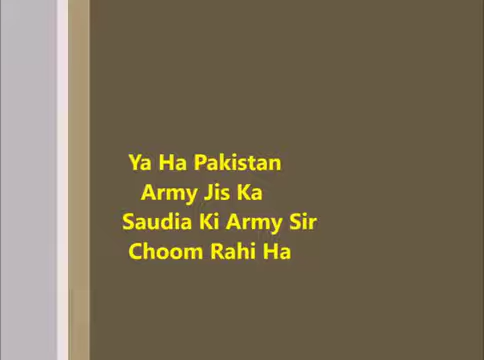 Ya Ha Pakistan
Army Jis Ka
Saudia Ki Army Sir
Choom Rahi Ha